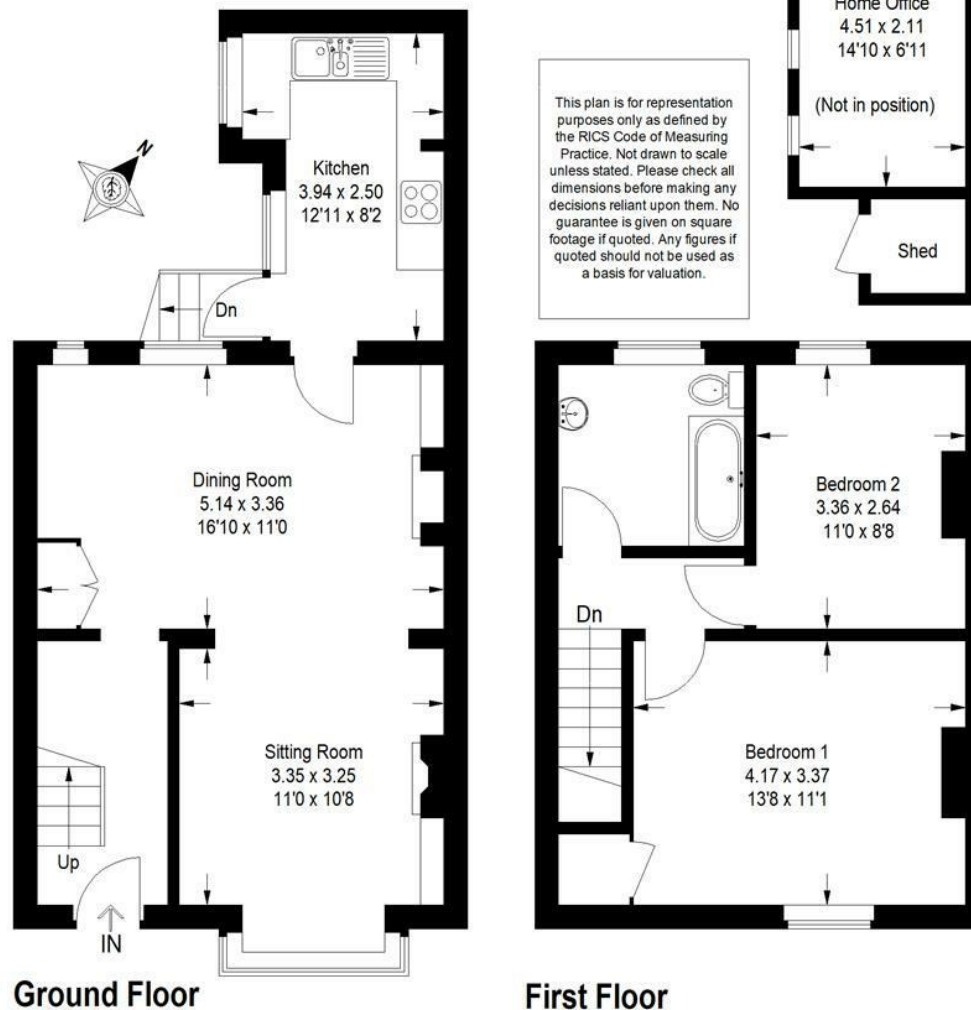 Home Office
4.51 x 2.11
14'10 x 6'11
(Not in position)
This plan is for representation
purposes only as defined by
the RICS Code of Measuring
Practice. Not drawn to scale
unless stated. Please check all
dimensions before making any
decisions reliant upon them. No
guarantee is given on square
footage if quoted. Any figures if
quoted should not be used as
a basis for valuation.
N
Kitchen
3.94 x 2.50
12'11 x 8'2
Shed
Dn
Dining Room
5.14 x 3.36
16'10 x 11'0
Bedroom 2
3.36 x 2.64
11'0 x 8'8
Dn
Sitting Room
3.35 x 3.25
11'0 x 10'8
Bedroom 1
4.17 x 3.37
13'8 x 11'1
Up
IN
Ground Floor
First Floor